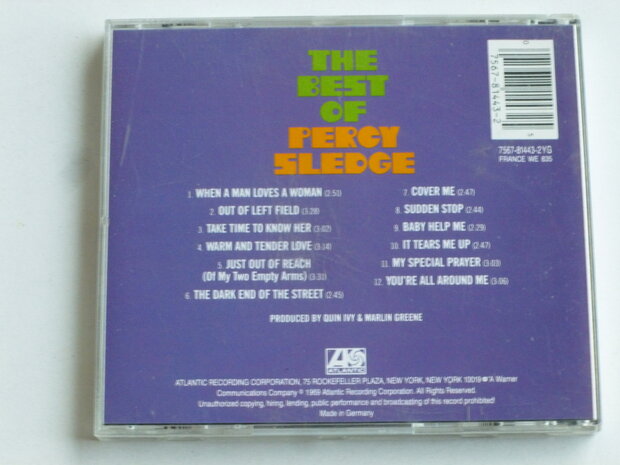 THE
BEST
OF
PERCY
SLEDGE
0
7567-81443-2
5
7567-81443-2YG
FRANCE WE 835
1. WHEN A MAN LOVES A WOMAN (2:51)
2. OUT OF LEFT FIELD (3:28)
3. TAKE TIME TO KNOW HER (3:02)
4. WARM AND TENDER LOVE (3:14)
5. JUST OUT OF REACH
(Of My Two Empty Arms) (3:31)
6. THE DARK END OF THE STREET (2:45)
7. COVER ME (2:47)
8. SUDDEN STOP (2:44)
9. BABY HELP ME (2:29)
10. IT TEARS ME UP (2:47)
11. MY SPECIAL PRAYER (3:03)
12. YOU'RE ALL AROUND ME (3:06)
PRODUCED BY QUIN IVY & MARLIN GREENE
ATLANTIC
ATLANTIC RECORDING CORPORATION, 75 ROCKEFELLER PLAZA, NEW YORK, NEW YORK 10019 A Warner
Communications Company ℗ 1969 Atlantic Recording Corporation. All Rights Reserved.
Unauthorized copying, hiring, lending, public performance and broadcasting of this record prohibited!
Made in Germany